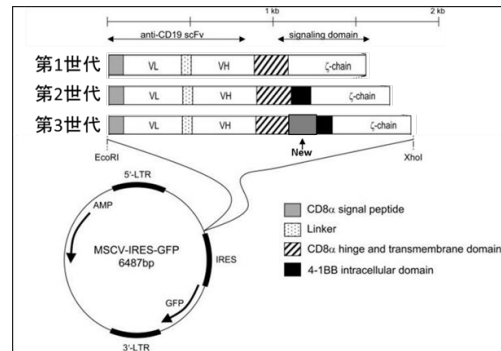 1 kb
2 kb
anti-CD19 scFv
signaling domain
第1世代
VL
VH
ζ-chain
第2世代
VL
VH
ζ-chain
第3世代
VL
VH
ζ-chain
EcoRI
New
XhoI
5'-LTR
AMP
MSCV-IRES-GFP
6487bp
IRES
GFP
3'-LTR
CD8α signal peptide
Linker
CD8α hinge and transmembrane domain
4-1BB intracellular domain